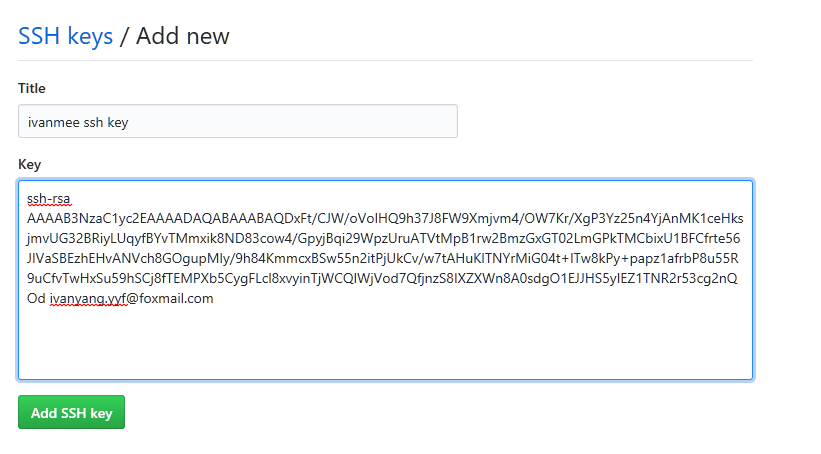 SSH keys / Add new
Title
ivanmee ssh key
Key
ssh-rsa
AAAAB3NzaC1yc2EAAAADAQABAAABAQDxFt/CJW/oVoIHQ9h37J8FW9Xmjvm4/OW7Kr/XgP3Yz25n4YjAnMK1ceHks
jmvUG32BRiyLUqyfBYvTMmxik8ND83cow4/GpyjBqi29WpzUruATVtMpB1rw2BmzGxGT02LmGPkTMCbixU1BFCfrte56
JIVaSBEzhEHvANVch8GOgupMIy/9h84KmmcxBSw55n2itPjUkCv/w7tAHuKITNYrMiG04t+ITw8kPy+papz1afrbP8u55R
9uCfvTwHxSu59hSCj8fTEMPXb5CygFLcl8xvyinTjWCQIWjVod7QfjnzS8IXZXWn8A0sdgO1EJJHS5yIEZ1TNR2r53cg2nQ
Od ivanyang.yyf@foxmail.com
Add SSH key